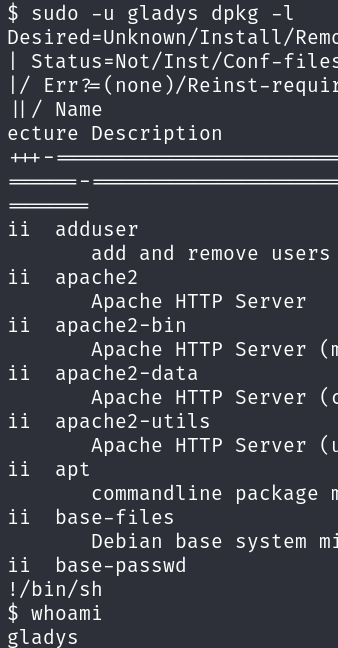 $ sudo -u gladys dpkg -l
Desired=Unknown/Install/Remo
| Status=Not/Inst/Conf-files
|/ Err?=(none)/Reinst-requir
||/ Name
ecture Description
+++-============================
======-=====================
=======
ii  adduser
       add and remove users
ii  apache2
       Apache HTTP Server
ii  apache2-bin
       Apache HTTP Server (m
ii  apache2-data
       Apache HTTP Server (c
ii  apache2-utils
       Apache HTTP Server (u
ii  apt
       commandline package m
ii  base-files
       Debian base system mi
ii  base-passwd
!/bin/sh
$ whoami
gladys